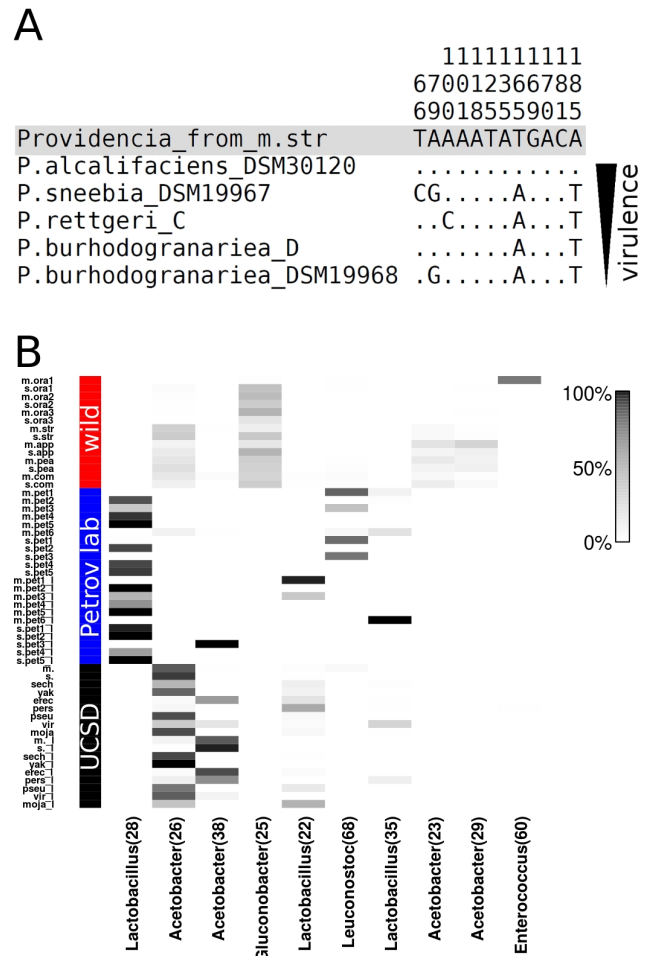 A
1111111111
670012366788
690185559015
Providencia_from_m.str TAAAATATGACA
P.alcalifaciens_DSM30120 ............
P.sneebia_DSM19967 CG.....A...T
P.rettgeri_C ..C....A...T
P.burhodogranariea_D .......A...T
P.burhodogranariea_DSM19968 .G.....A...T
virulence
B
m.ora1
s.ora1
m.ora2
s.ora2
m.ora3
s.ora3
m.str
s.str
m.app
s.app
m.pea
s.pea
m.com
s.com
m.pet1
m.pet2
m.pet3
m.pet4
m.pet5
m.pet6
s.pet1
s.pet2
s.pet3
s.pet4
s.pet5
m.pet1_l
m.pet2_l
m.pet3_l
m.pet4_l
m.pet5_l
m.pet6_l
s.pet1_l
s.pet2_l
s.pet3_l
s.pet4_l
s.pet5_l
m.
s.
sech
yak
erec
pers
pseu
vir
moja
m._l
s._l
sech_l
yak_l
erec_l
pers_l
pseu_l
vir_l
moja_l
wild
Petrov lab
UCSD
100%
50%
0%
Lactobacillus(28)
Acetobacter(26)
Acetobacter(38)
Gluconobacter(25)
Lactobacillus(22)
Leuconostoc(68)
Lactobacillus(35)
Acetobacter(23)
Acetobacter(29)
Enterococcus(60)